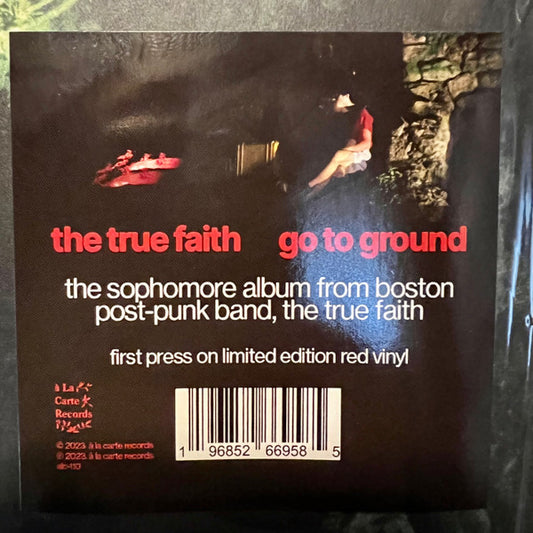 the true faith go to ground
the sophomore album from boston
post-punk band, the true faith
first press on limited edition red vinyl
à La
Carte
Records
© 2023. à la carte records
℗ 2023. à la carte records
alc-113
1 96852 66958 5